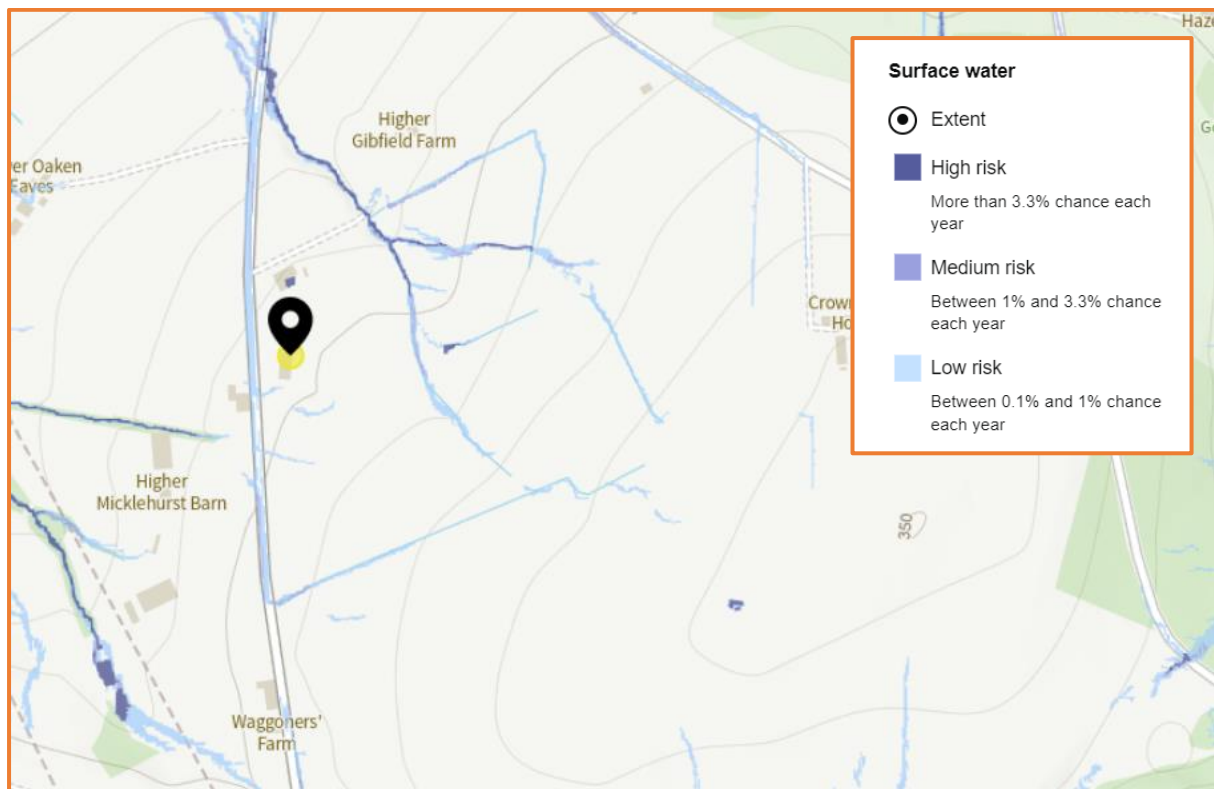 Haze
Surface water
Extent
High risk
More than 3.3% chance each
year
Medium risk
Between 1% and 3.3% chance
each year
Low risk
Between 0.1% and 1% chance
each year
Higher
Gibfield Farm
er Oaken
Eaves
Crow
Ho
Higher
Micklehurst Barn
350
Waggoners'
Farm